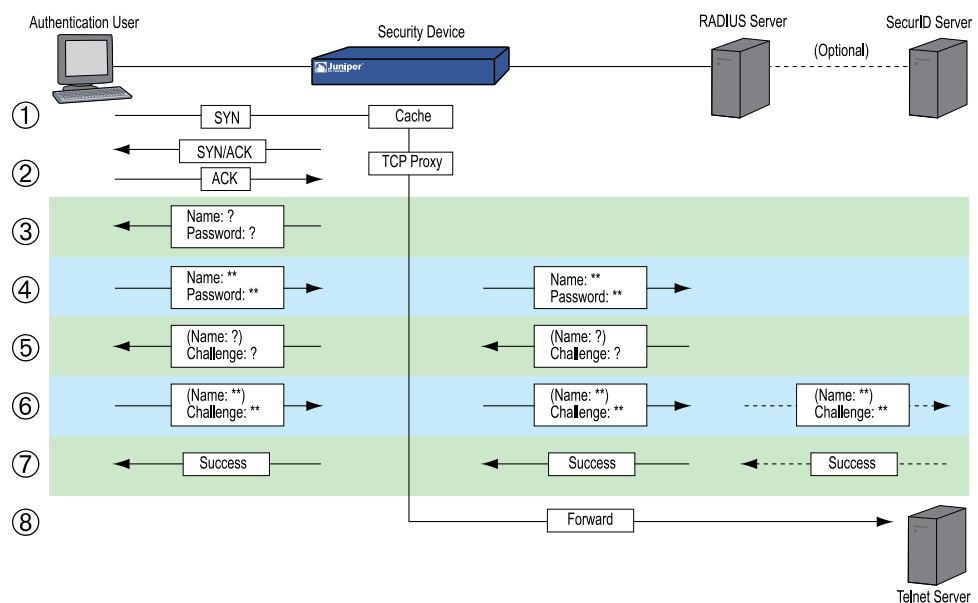 Authentication User
Security Device
RADIUS Server
SecurID Server
(Optional)
Juniper
1
SYN
Cache
SYN/ACK
TCP Proxy
2
ACK
3
Name: ?
Password: ?
4
Name: **
Password: **
Name: **
Password: **
5
(Name: ?)
Challenge: ?
(Name: ?)
Challenge: ?
6
(Name: **)
Challenge: **
(Name: **)
Challenge: **
(Name: **)
Challenge: **
7
Success
Success
Success
8
Forward
Telnet Server